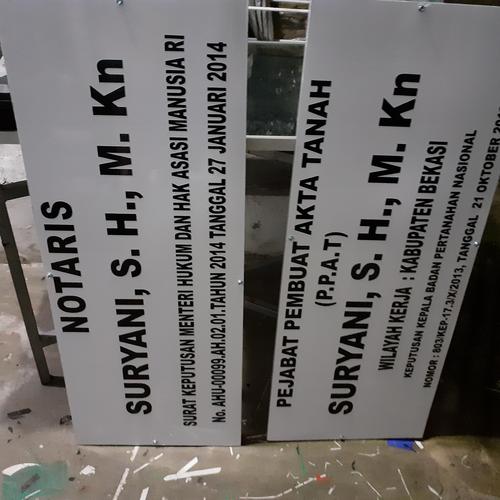 NOTARIS
SURYANI, S. H., M. Kn
SURAT KEPUTUSAN MENTERI HUKUM DAN HAK ASASI MANUSIA RI
No. AHU-00099.AH.02.01.TAHUN 2014 TANGGAL 27 JANUARI 2014
PEJABAT PEMBUAT AKTA TANAH
(P.P.A.T)
SURYANI, S. H., M. Kn
WILAYAH KERJA : KABUPATEN BEKASI
KEPUTUSAN KEPALA BADAN PERTANAHAN NASIONAL
NOMOR : 803/KEP-17.3/X/2013, TANGGAL 21 OKTOBER